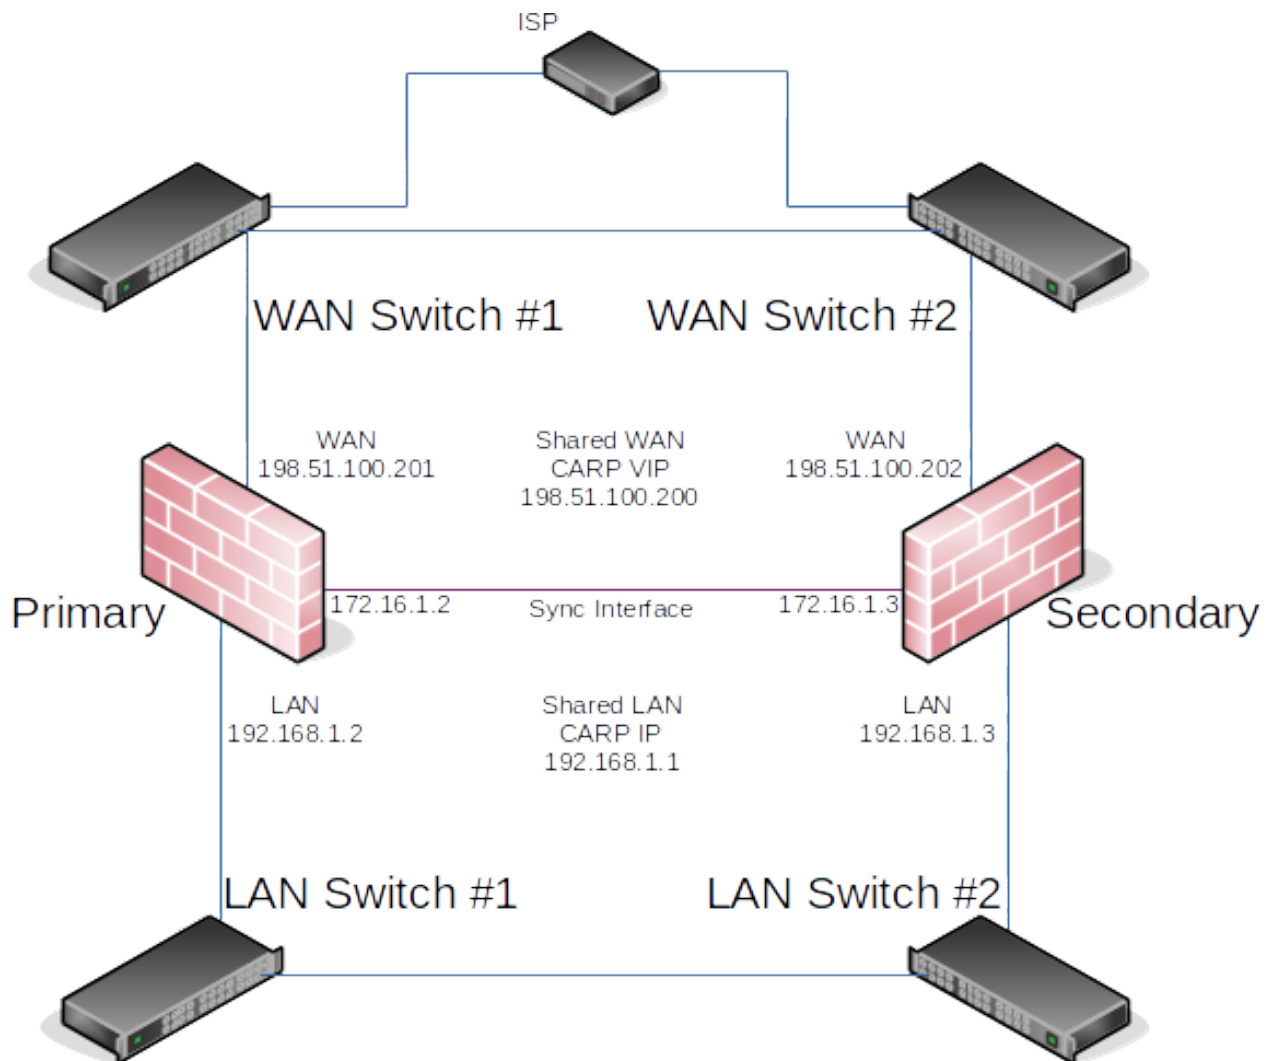 ISP
WAN Switch #1
WAN Switch #2
WAN
198.51.100.201
Shared WAN
CARP VIP
198.51.100.200
WAN
198.51.100.202
Primary
172.16.1.2
Sync Interface
172.16.1.3
Secondary
LAN
192.168.1.2
Shared LAN
CARP IP
192.168.1.1
LAN
192.168.1.3
LAN Switch #1
LAN Switch #2